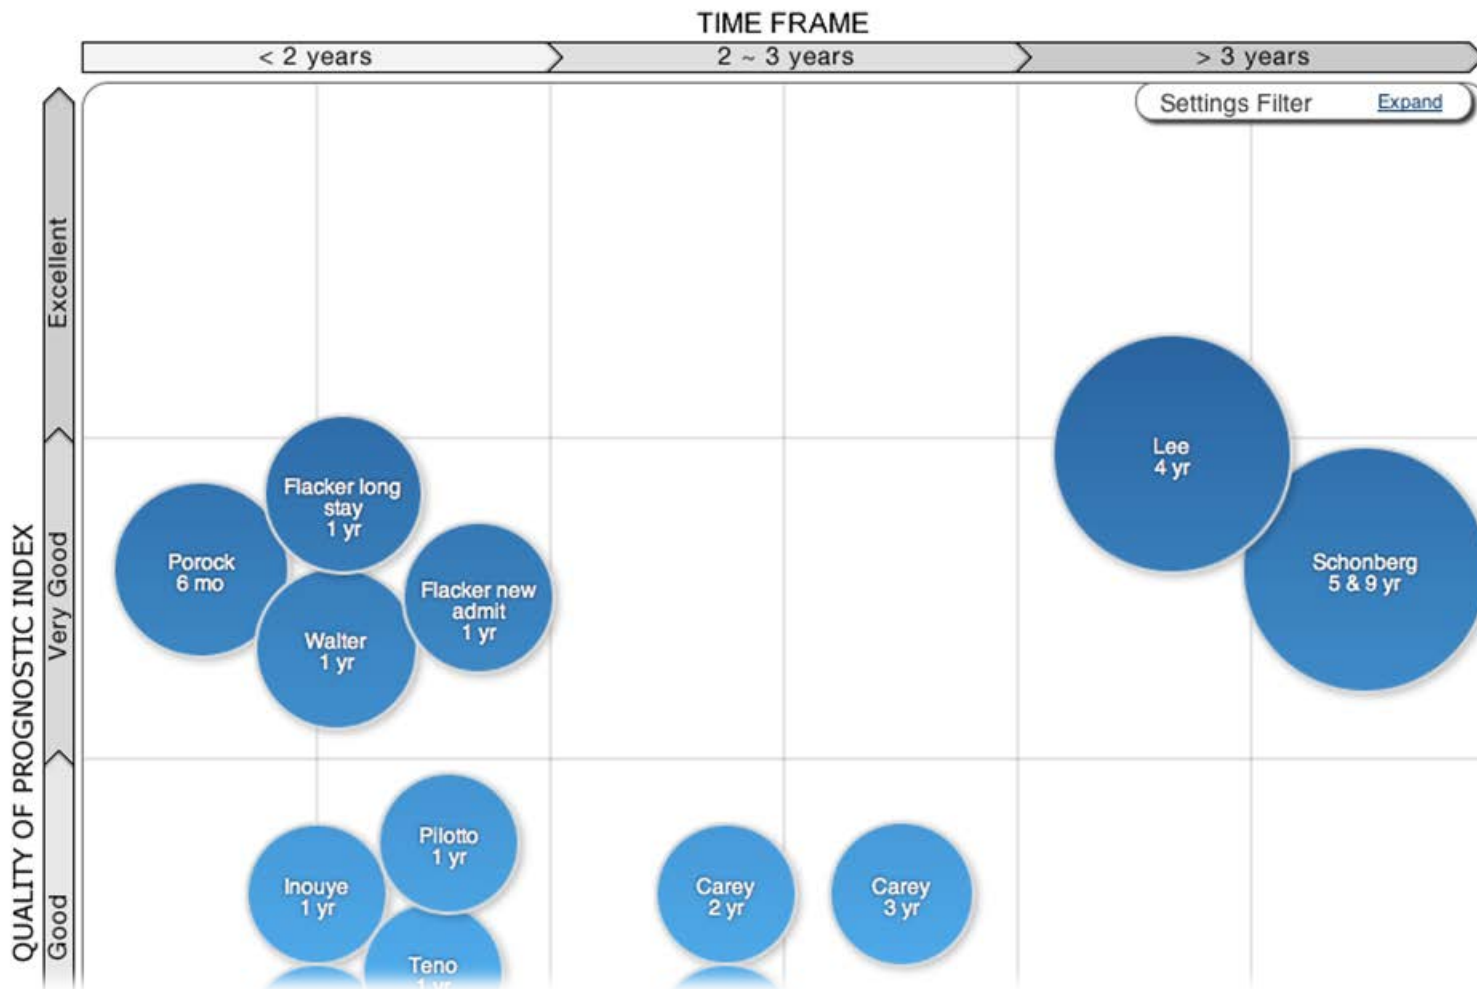 TIME FRAME
< 2 years
2 ~ 3 years
> 3 years
Settings Filter Expand
QUALITY OF PROGNOSTIC INDEX
Excellent
Very Good
Good
Lee
4 yr
Flacker long
stay
1 yr
Porock
6 mo
Schonberg
5 & 9 yr
Flacker new
admit
1 yr
Walter
1 yr
Pilotto
1 yr
Inouye
1 yr
Carey
2 yr
Carey
3 yr
Teno
1 yr